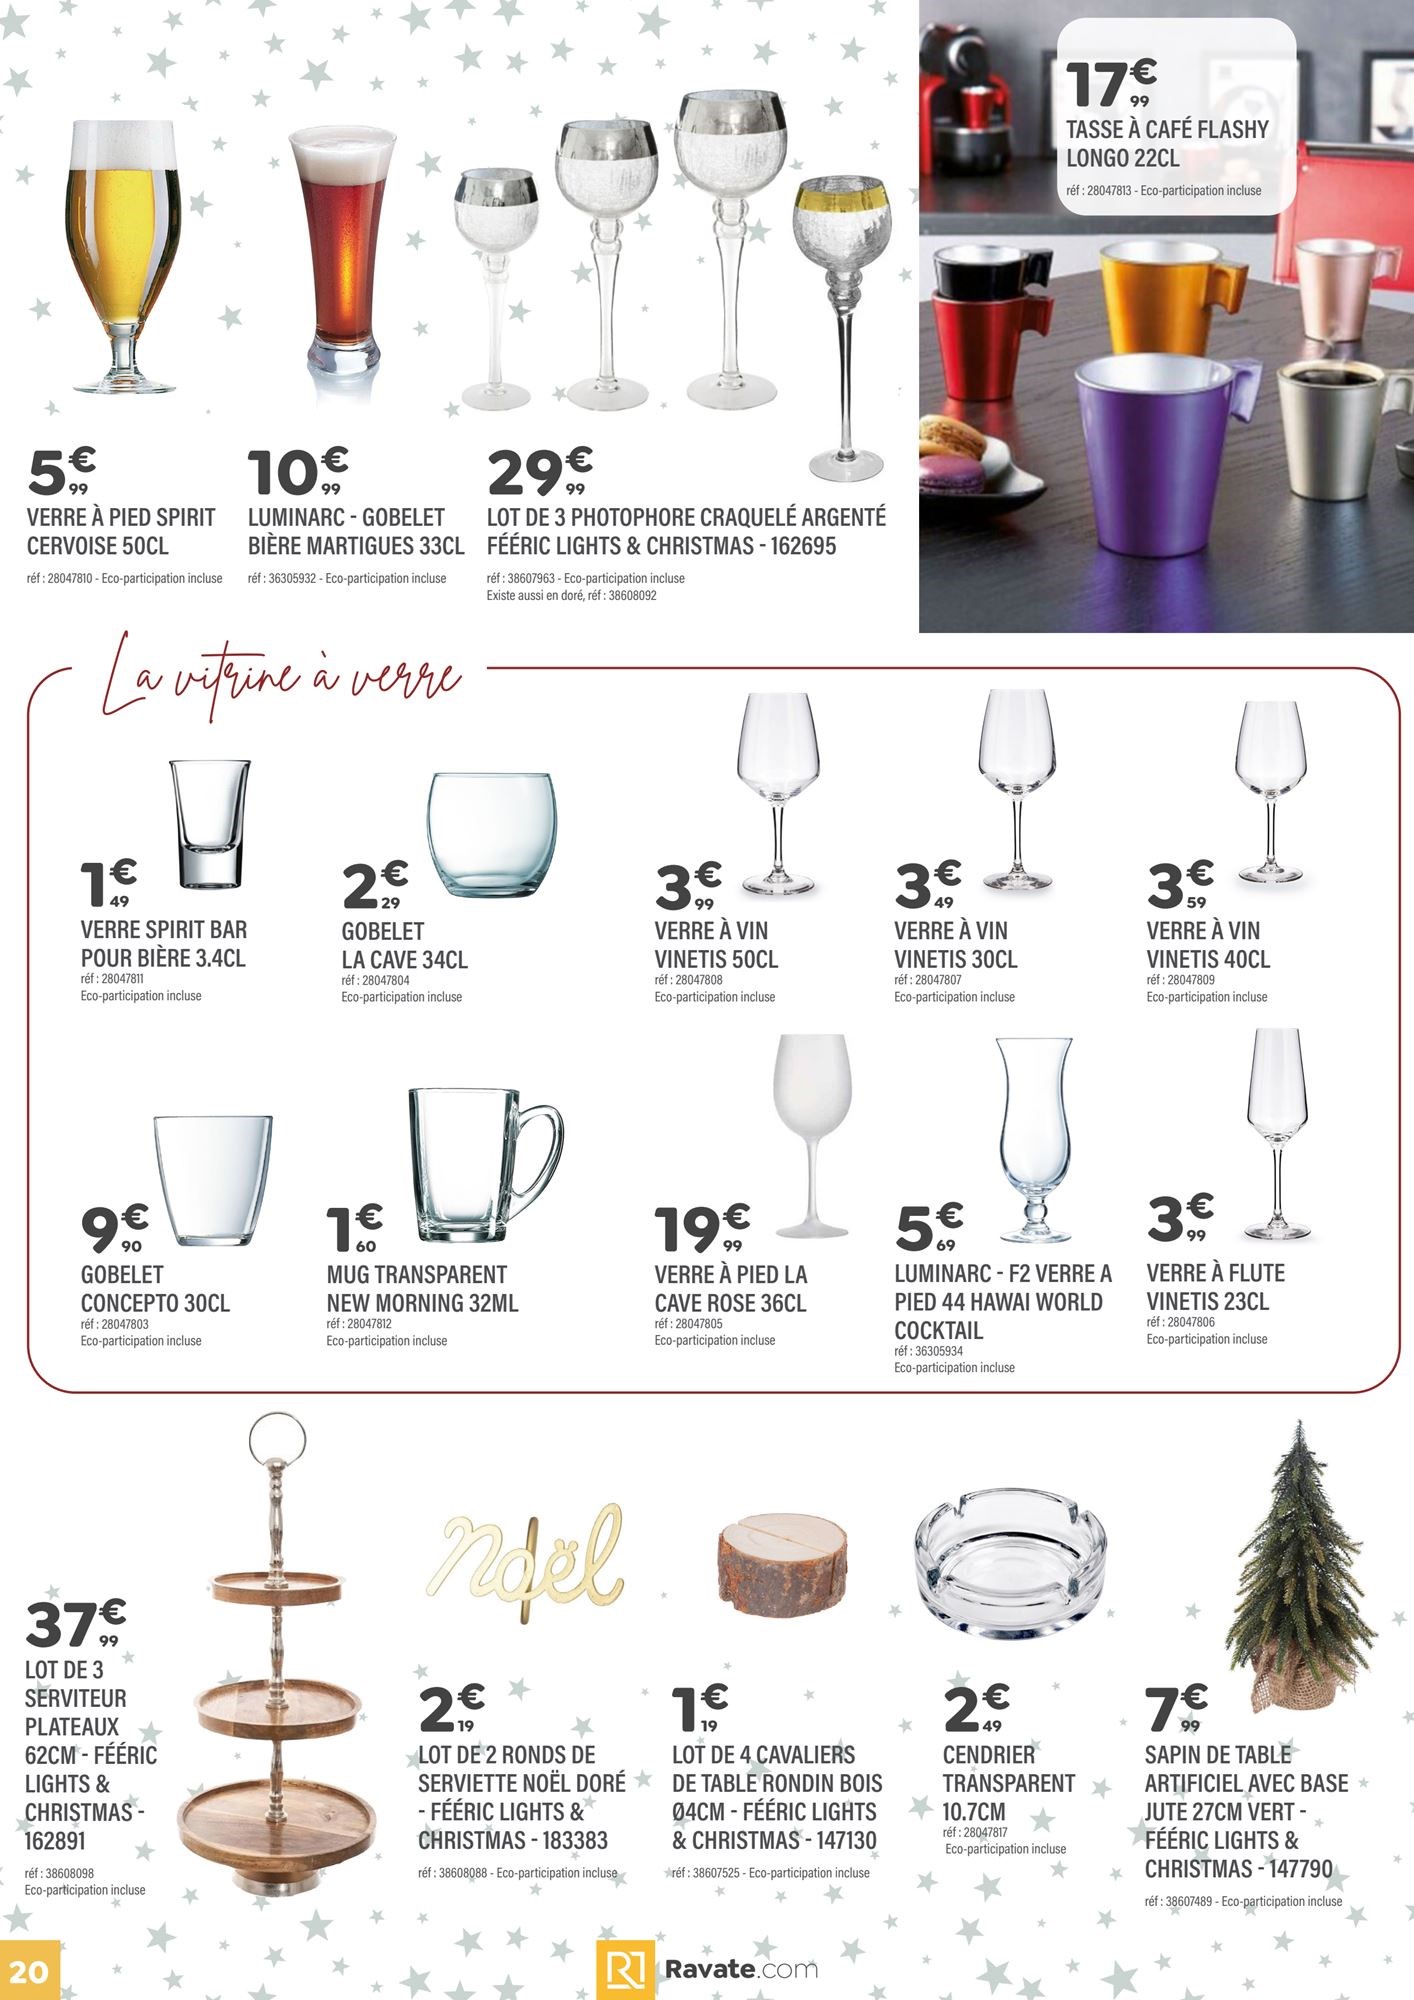 17€99
TASSE À CAFÉ FLASHY
LONGO 22CL
réf : 28047813 - Eco-participation incluse
5€99
VERRE À PIED SPIRIT
CERVOISE 50CL
réf : 28047810 - Eco-participation incluse
10€99
LUMINARC - GOBELET
BIÈRE MARTIGUES 33CL
réf : 36305932 - Eco-participation incluse
29€99
LOT DE 3 PHOTOPHORE CRAQUELÉ ARGENTÉ
FÉÉRIC LIGHTS & CHRISTMAS - 162695
réf : 38607963 - Eco-participation incluse
Existe aussi en doré, réf : 38608092
La vitrine à verre
1€49
VERRE SPIRIT BAR
POUR BIÈRE 3.4CL
réf : 28047811
Eco-participation incluse
2€29
GOBELET
LA CAVE 34CL
réf : 28047804
Eco-participation incluse
3€99
VERRE À VIN
VINETIS 50CL
réf : 28047808
Eco-participation incluse
3€49
VERRE À VIN
VINETIS 30CL
réf : 28047807
Eco-participation incluse
3€59
VERRE À VIN
VINETIS 40CL
réf : 28047809
Eco-participation incluse
9€90
GOBELET
CONCEPTO 30CL
réf : 28047803
Eco-participation incluse
1€60
MUG TRANSPARENT
NEW MORNING 32ML
réf : 28047812
Eco-participation incluse
19€99
VERRE À PIED LA
CAVE ROSE 36CL
réf : 28047805
Eco-participation incluse
5€69
LUMINARC - F2 VERRE A
PIED 44 HAWAI WORLD
COCKTAIL
réf : 36305934
Eco-participation incluse
3€99
VERRE À FLUTE
VINETIS 23CL
réf : 28047806
Eco-participation incluse
37€99
LOT DE 3
SERVITEUR
PLATEAUX
62CM - FÉÉRIC
LIGHTS &
CHRISTMAS -
162891
réf : 38608098
Eco-participation incluse
Noël
2€19
LOT DE 2 RONDS DE
SERVIETTE NOËL DORÉ
- FÉÉRIC LIGHTS &
CHRISTMAS - 183383
réf : 38608088 - Eco-participation incluse
1€19
LOT DE 4 CAVALIERS
DE TABLE RONDIN BOIS
Ø4CM - FÉÉRIC LIGHTS
& CHRISTMAS - 147130
réf : 38607525 - Eco-participation incluse
2€49
CENDRIER
TRANSPARENT
10.7CM
réf : 28047817
Eco-participation incluse
7€99
SAPIN DE TABLE
ARTIFICIEL AVEC BASE
JUTE 27CM VERT -
FÉÉRIC LIGHTS &
CHRISTMAS - 147790
réf : 38607489 - Eco-participation incluse
20
Ravate.com